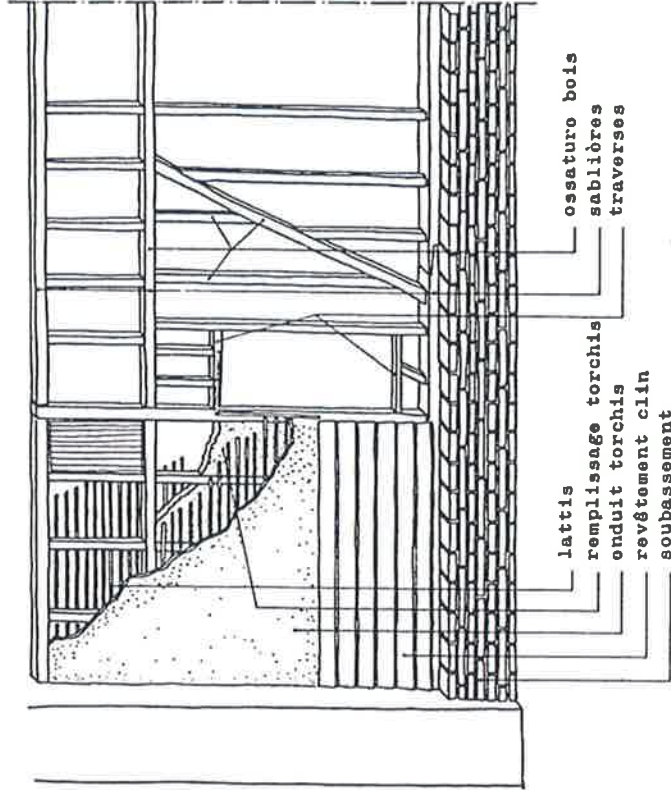 lattis
remplissage torchis
enduit torchis
revêtement clin
soubassement
ossature bois
sablières
traverses